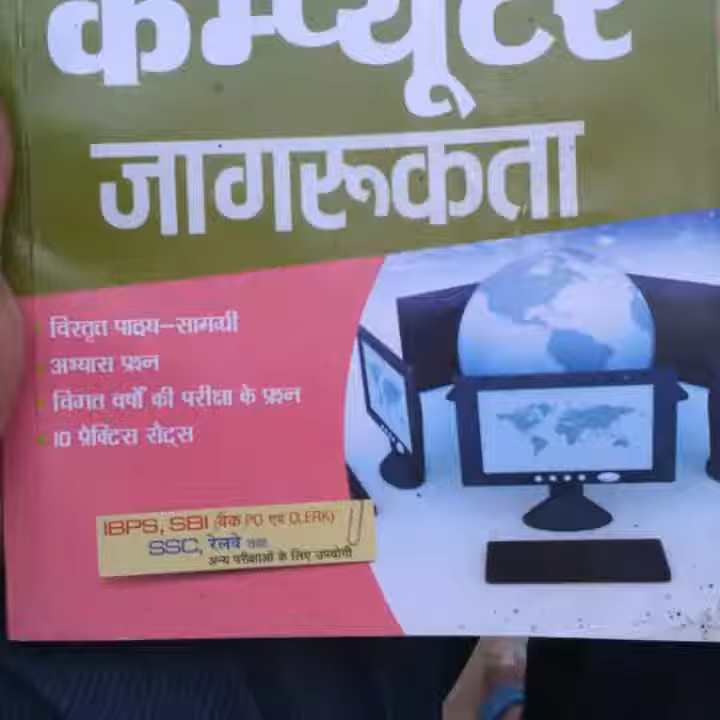 कम्प्यूटर
जागरूकता
विस्तृत पाठ्य–सामग्री
अभ्यास प्रश्न
विगत वर्षों की परीक्षा के प्रश्न
10 प्रैक्टिस सैट्स
IBPS, SBI (बैंक PO एवं CLERK)
SSC, रेलवे तथा
अन्य परीक्षाओं के लिए उपयोगी